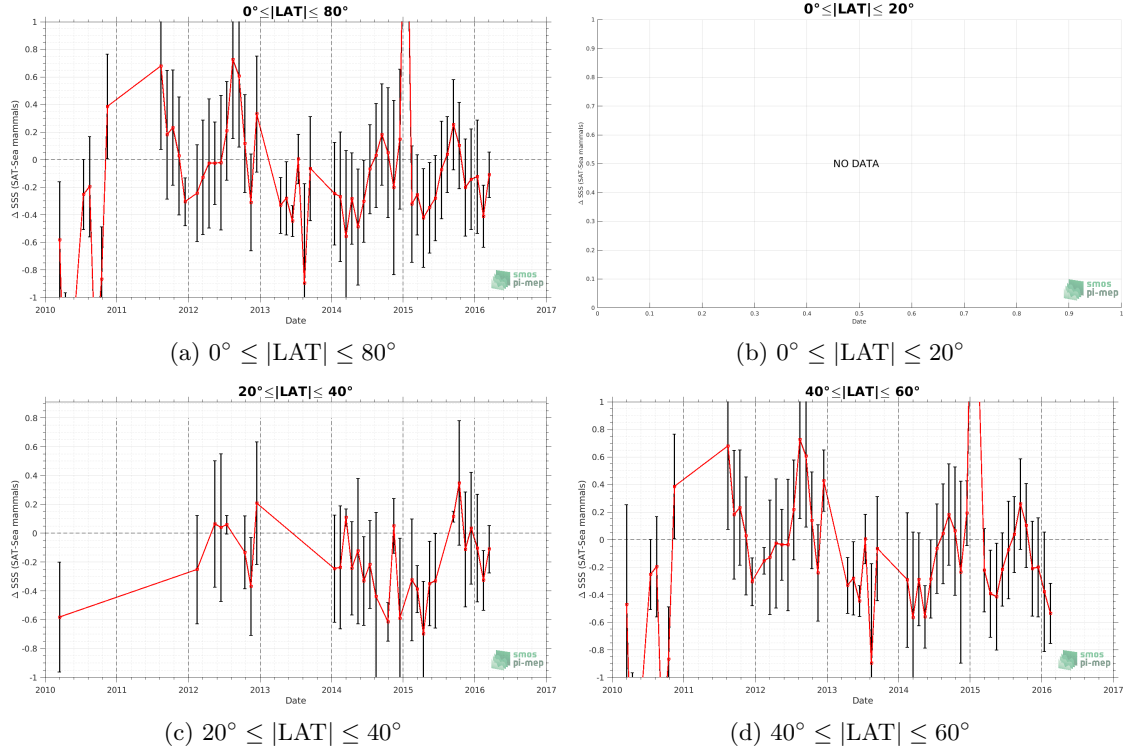 0°≤|LAT|≤ 80°
Δ SSS (SAT-Sea mammals)
1
0.8
0.6
0.4
0.2
0
-0.2
-0.4
-0.6
-0.8
-1
2010 2011 2012 2013 2014 2015 2016 2017
Date
smos
pi-mep
(a) 0° ≤ |LAT| ≤ 80°
0°≤|LAT|≤ 20°
Δ SSS (SAT-Sea mammals)
1
0.9
0.8
0.7
0.6
0.5
0.4
0.3
0.2
0.1
0
NO DATA
0 0.1 0.2 0.3 0.4 0.5 0.6 0.7 0.8 0.9 1
Date
smos
pi-mep
(b) 0° ≤ |LAT| ≤ 20°
20°≤|LAT|≤ 40°
Δ SSS (SAT-Sea mammals)
0.8
0.6
0.4
0.2
0
-0.2
-0.4
-0.6
-0.8
-1
2010 2011 2012 2013 2014 2015 2016 2017
Date
smos
pi-mep
(c) 20° ≤ |LAT| ≤ 40°
40°≤|LAT|≤ 60°
Δ SSS (SAT-Sea mammals)
1
0.8
0.6
0.4
0.2
0
-0.2
-0.4
-0.6
-0.8
-1
2010 2011 2012 2013 2014 2015 2016 2017
Date
smos
pi-mep
(d) 40° ≤ |LAT| ≤ 60°